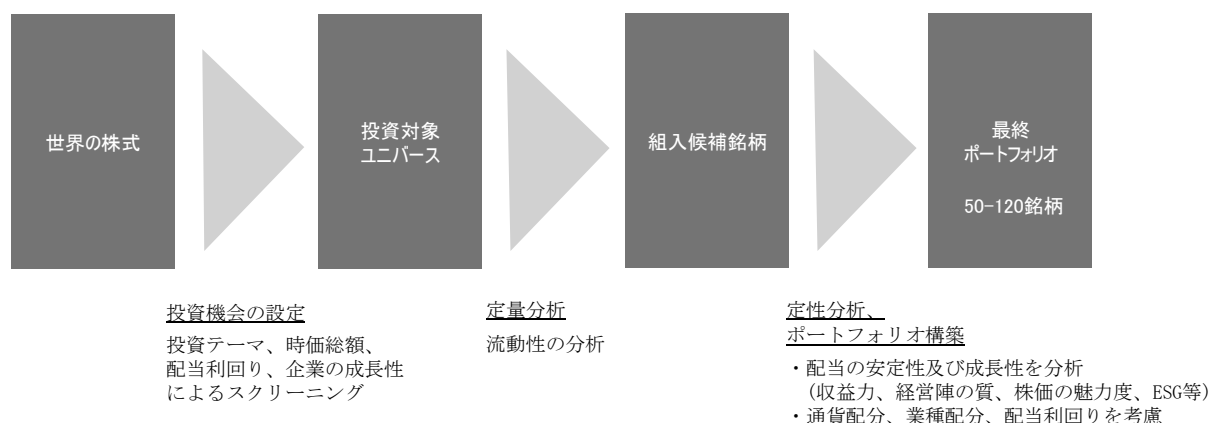 世界の株式
投資対象
ユニバース
組入候補銘柄
最終
ポートフォリオ
50-120銘柄
投資機会の設定
投資テーマ、時価総額、
配当利回り、企業の成長性
によるスクリーニング
定量分析
流動性の分析
定性分析、
ポートフォリオ構築
・配当の安定性及び成長性を分析
(収益力、経営陣の質、株価の魅力度、ESG等)
・通貨配分、業種配分、配当利回りを考慮